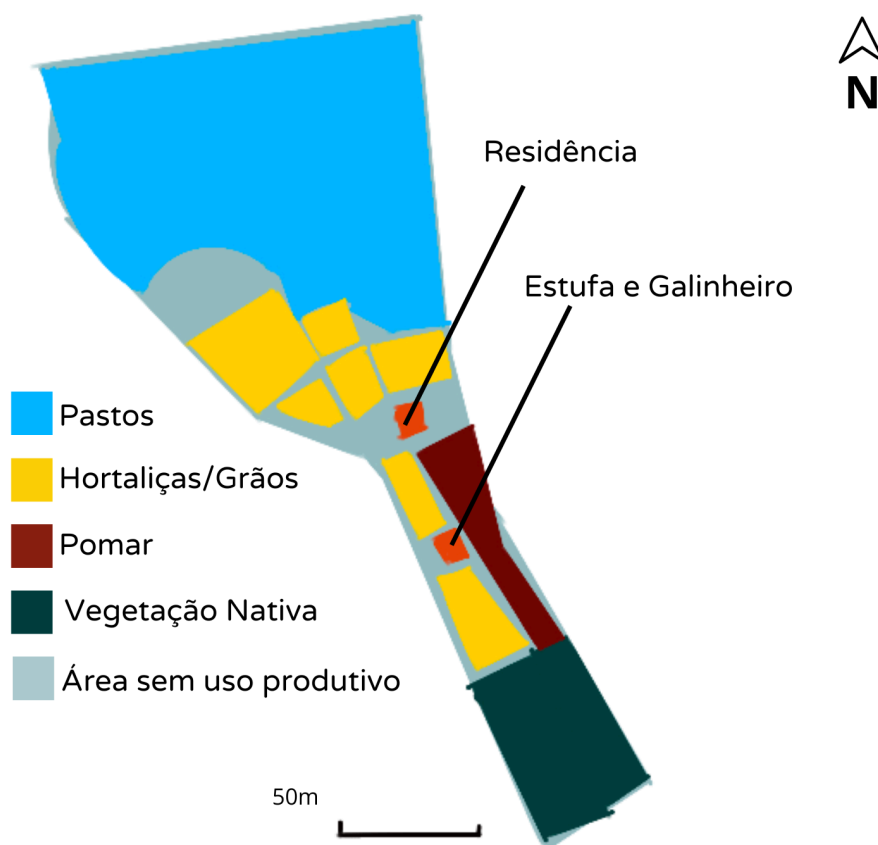 N
Residência
Estufa e Galinheiro
Pastos
Hortaliças/Grãos
Pomar
Vegetação Nativa
Área sem uso produtivo
50m